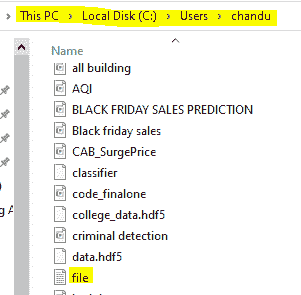 This PC > Local Disk (C:) > Users > chandu
Name
all building
AQI
BLACK FRIDAY SALES PREDICTION
Black friday sales
CAB_SurgePrice
classifier
code_finalone
college_data.hdf5
criminal detection
data.hdf5
file